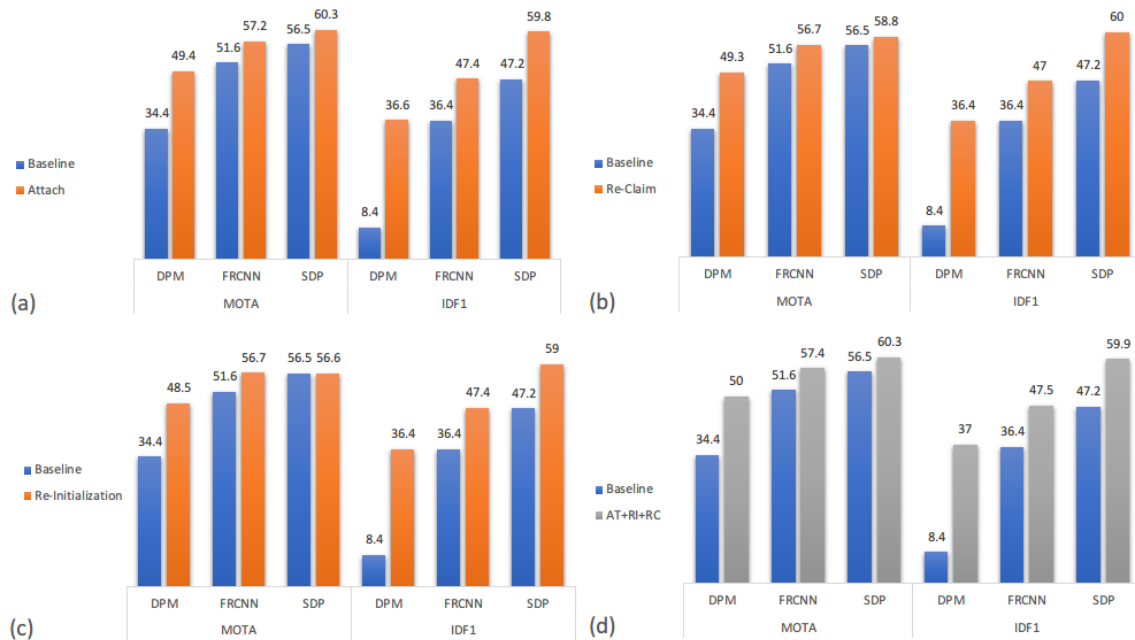 49.4
57.2
60.3
59.8
34.4
51.6
56.5
36.6
47.4
47.2
36.4
8.4
Baseline
Attach
DPM FRCNN SDP DPM FRCNN SDP
MOTA IDF1
(a)
49.3
56.7
58.8
60
34.4
51.6
56.5
36.4
47
47.2
36.4
8.4
Baseline
Re-Claim
DPM FRCNN SDP DPM FRCNN SDP
MOTA IDF1
(b)
48.5
56.7
56.5 56.6
59
34.4
51.6
36.4
47.4
47.2
36.4
8.4
Baseline
Re-Initialization
DPM FRCNN SDP DPM FRCNN SDP
MOTA IDF1
(c)
50
57.4
60.3
59.9
34.4
51.6
56.5
37
47.5
47.2
36.4
8.4
Baseline
AT+RI+RC
DPM FRCNN SDP DPM FRCNN SDP
MOTA IDF1
(d)